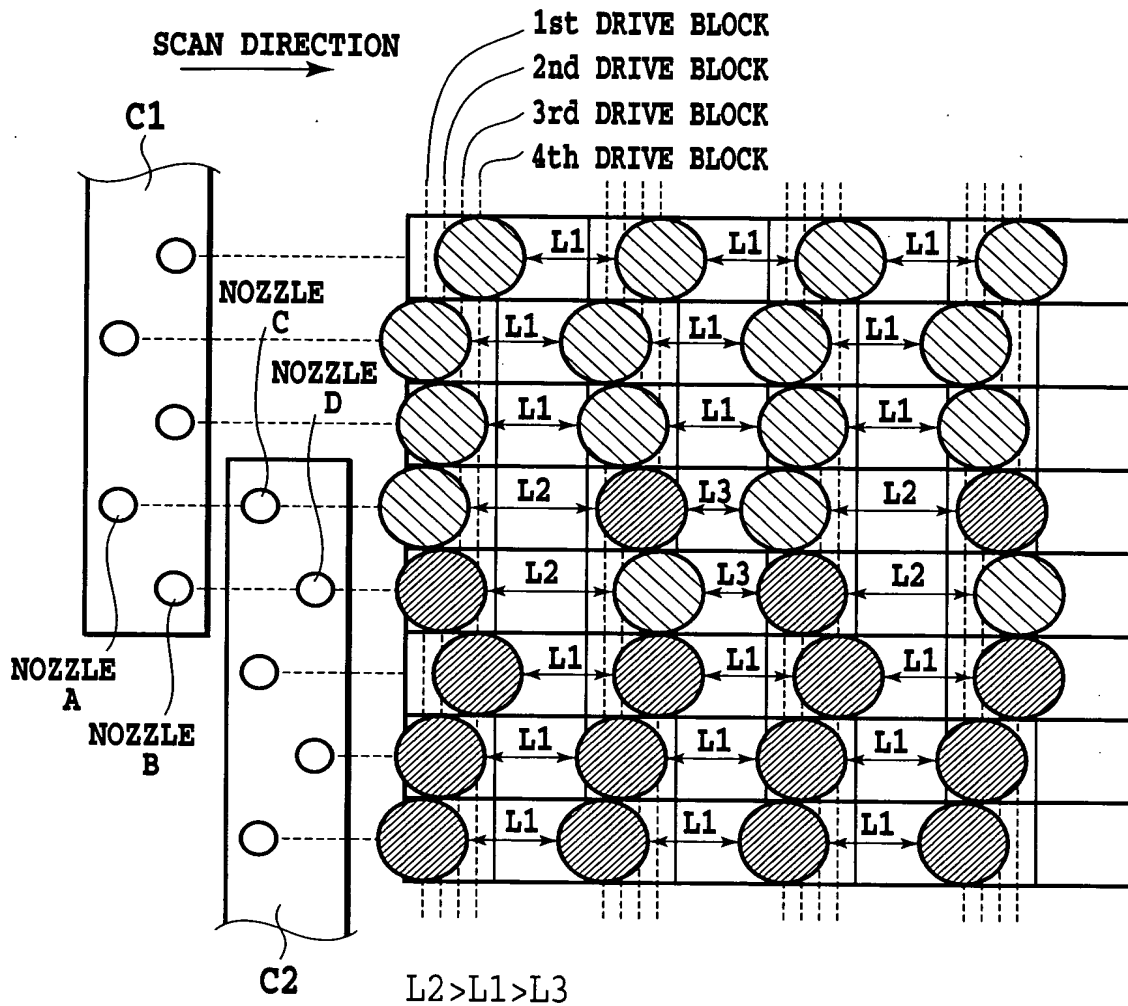 1st DRIVE BLOCK
SCAN DIRECTION
2nd DRIVE BLOCK
3rd DRIVE BLOCK
C1
4th DRIVE BLOCK
L1 L1 L1
NOZZLE
C
L1 L1 L1
NOZZLE
D
L1 L1 L1
L2 L3 L2
L2 L3 L2
NOZZLE
A
L1 L1 L1
NOZZLE
B
L1 L1 L1
L1 L1 L1
C2
L2>L1>L3